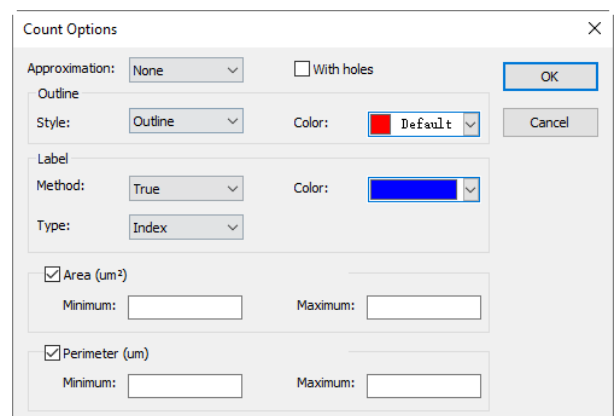 Count Options
Approximation: None With holes OK
Outline
Style: Outline Color: Default Cancel
Label
Method: True Color:
Type: Index
Area (um²)
Minimum: Maximum:
Perimeter (um)
Minimum: Maximum: